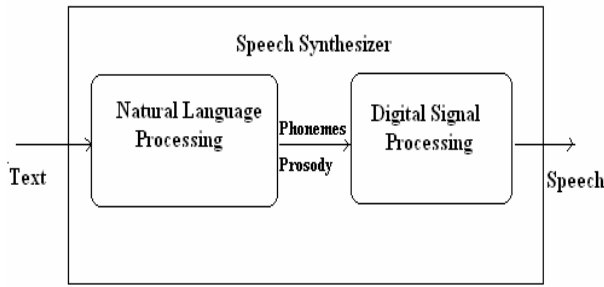 Speech Synthesizer
Natural Language
Processing
Phonemes
Prosody
Digital Signal
Processing
Text
Speech